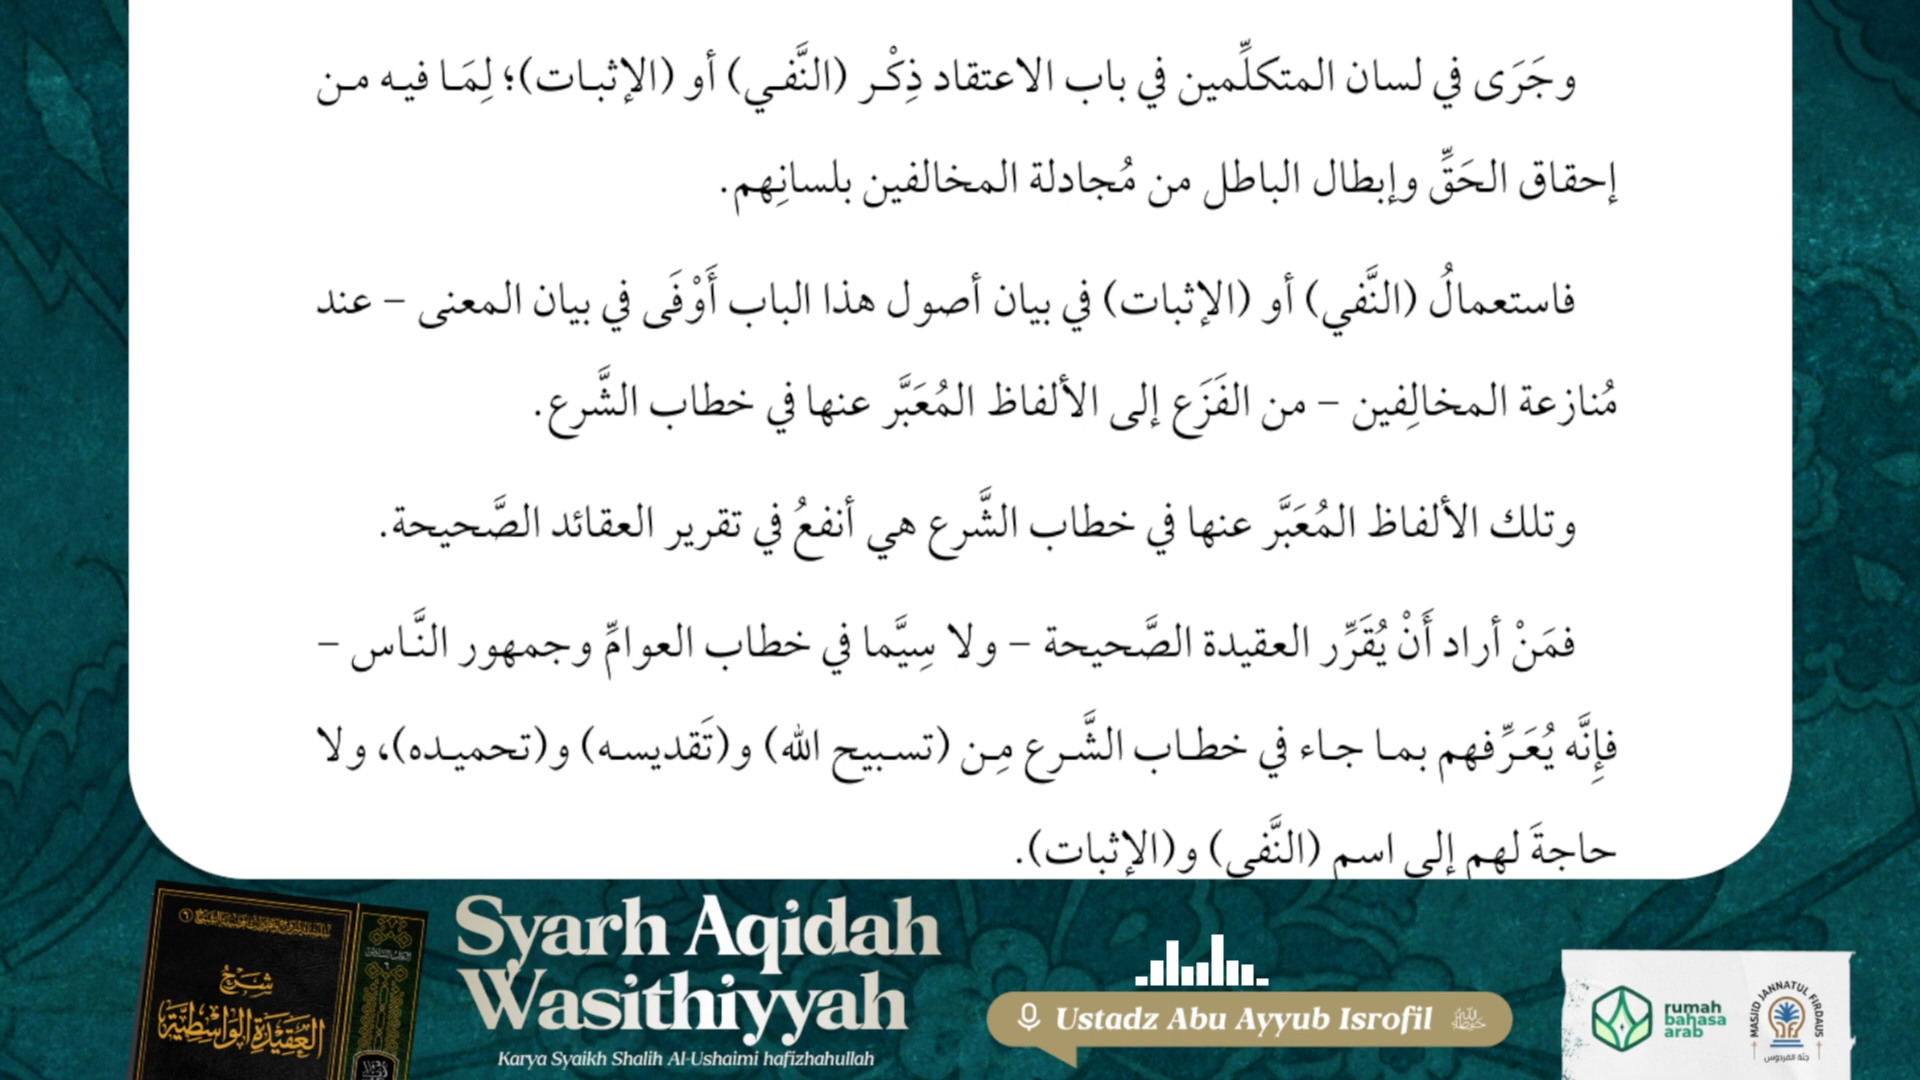 وجَرَى في لسان المتكلِّمين في باب الاعتقاد ذِكْر (النَّفي) أو (الإثبات)؛ لِمَا فيه من
إحقاق الحَقِّ وإبطال الباطل من مُجادلة المخالفين بلسانِهم.
فاستعمالُ (النَّفي) أو (الإثبات) في بيان أصول هذا الباب أَوْفَى في بيان المعنى – عند
مُنازعة المخالِفين – من الفَزَع إلى الألفاظ المُعَبَّر عنها في خطاب الشَّرع.
وتلك الألفاظ المُعَبَّر عنها في خطاب الشَّرع هي أنفعُ في تقرير العقائد الصَّحيحة.
فمَنْ أراد أَنْ يُقَرِّر العقيدة الصَّحيحة – ولا سِيَّما في خطاب العوامِّ وجمهور النَّاس –
فإِنَّه يُعَرِّفهم بما جاء في خطاب الشَّرع مِن (تسبيح الله) و(تَقديسه) و(تحميده)، ولا
حاجةَ لهم إلى اسم (النَّفي) و(الإثبات).
شَرْحُ
العَقِيدَةِ الوَاسِطِيَّةِ
Syarh Aqidah
Wasithiyyah
Karya Syaikh Shalih Al-Ushaimi hafizhahullah
Ustadz Abu Ayyub Isrofil
rumah
bahasa
arab
MASJID JANNATUL FIRDAUS
جنة الفردوس